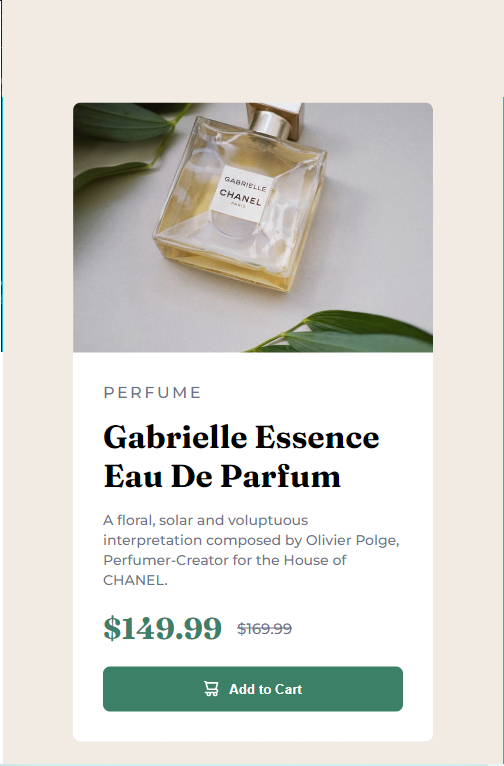 GABRIELLE
CHANEL
PARIS
PERFUME
Gabrielle Essence
Eau De Parfum
A floral, solar and voluptuous
interpretation composed by Olivier Polge,
Perfumer-Creator for the House of
CHANEL.
$149.99 $169.99
Add to Cart